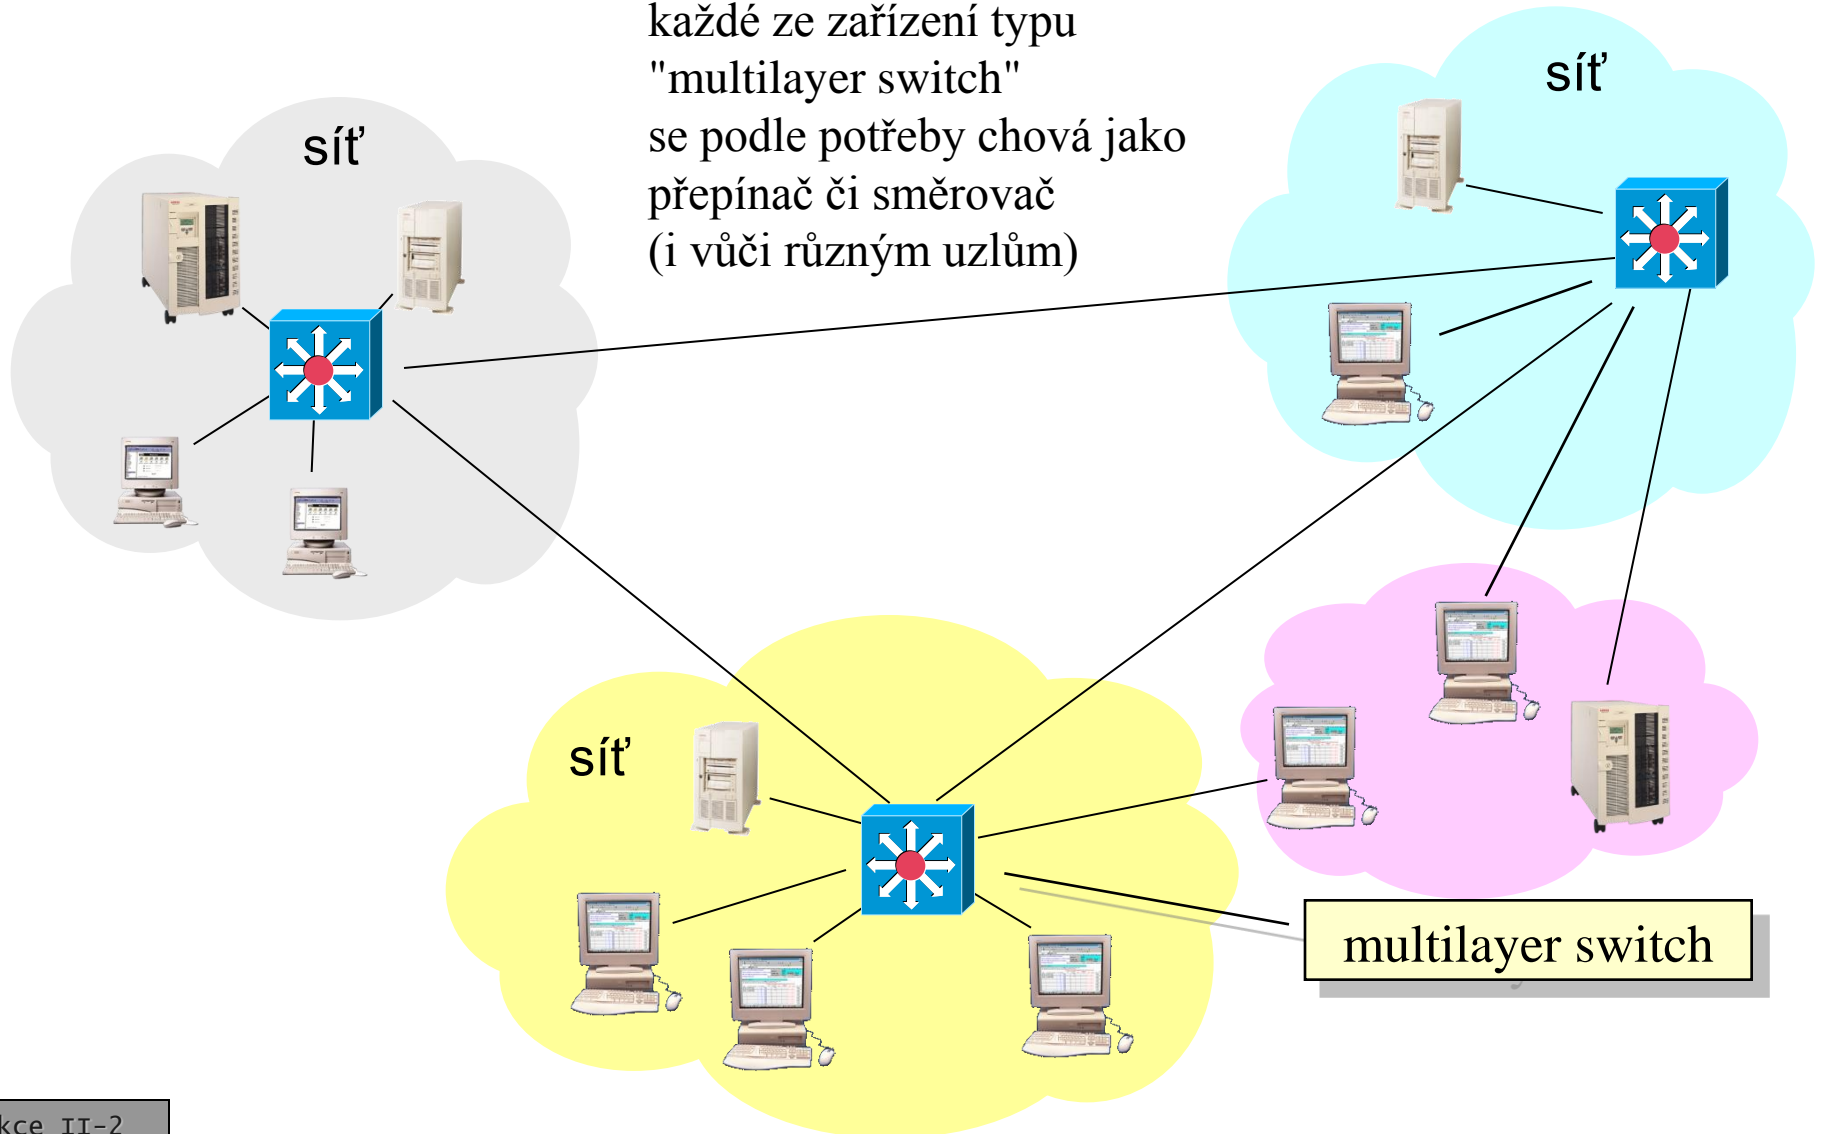 každé ze zařízení typu
"multilayer switch"
se podle potřeby chová jako
přepínač či směrovač
(i vůči různým uzlům)
síť
síť
síť
multilayer switch
kce II-2